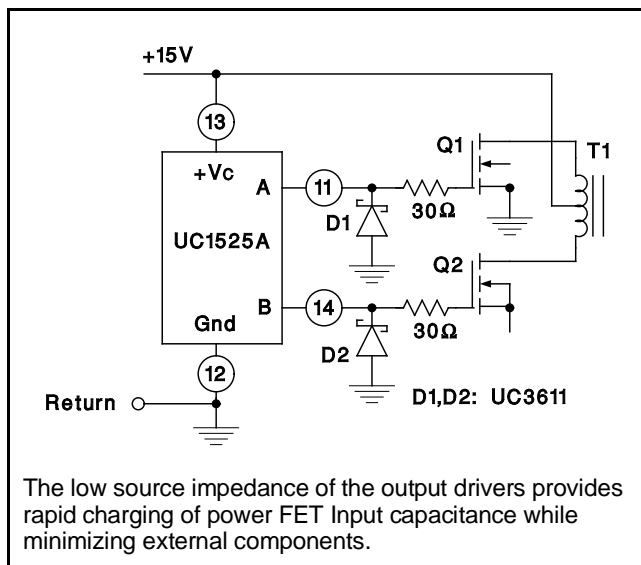 +15V
13
Q1
T1
+VC
A
11
30Ω
D1
UC1525A
Q2
B
14
30Ω
Gnd
D2
12
D1,D2: UC3611
Return
The low source impedance of the output drivers provides
rapid charging of power FET Input capacitance while
minimizing external components.